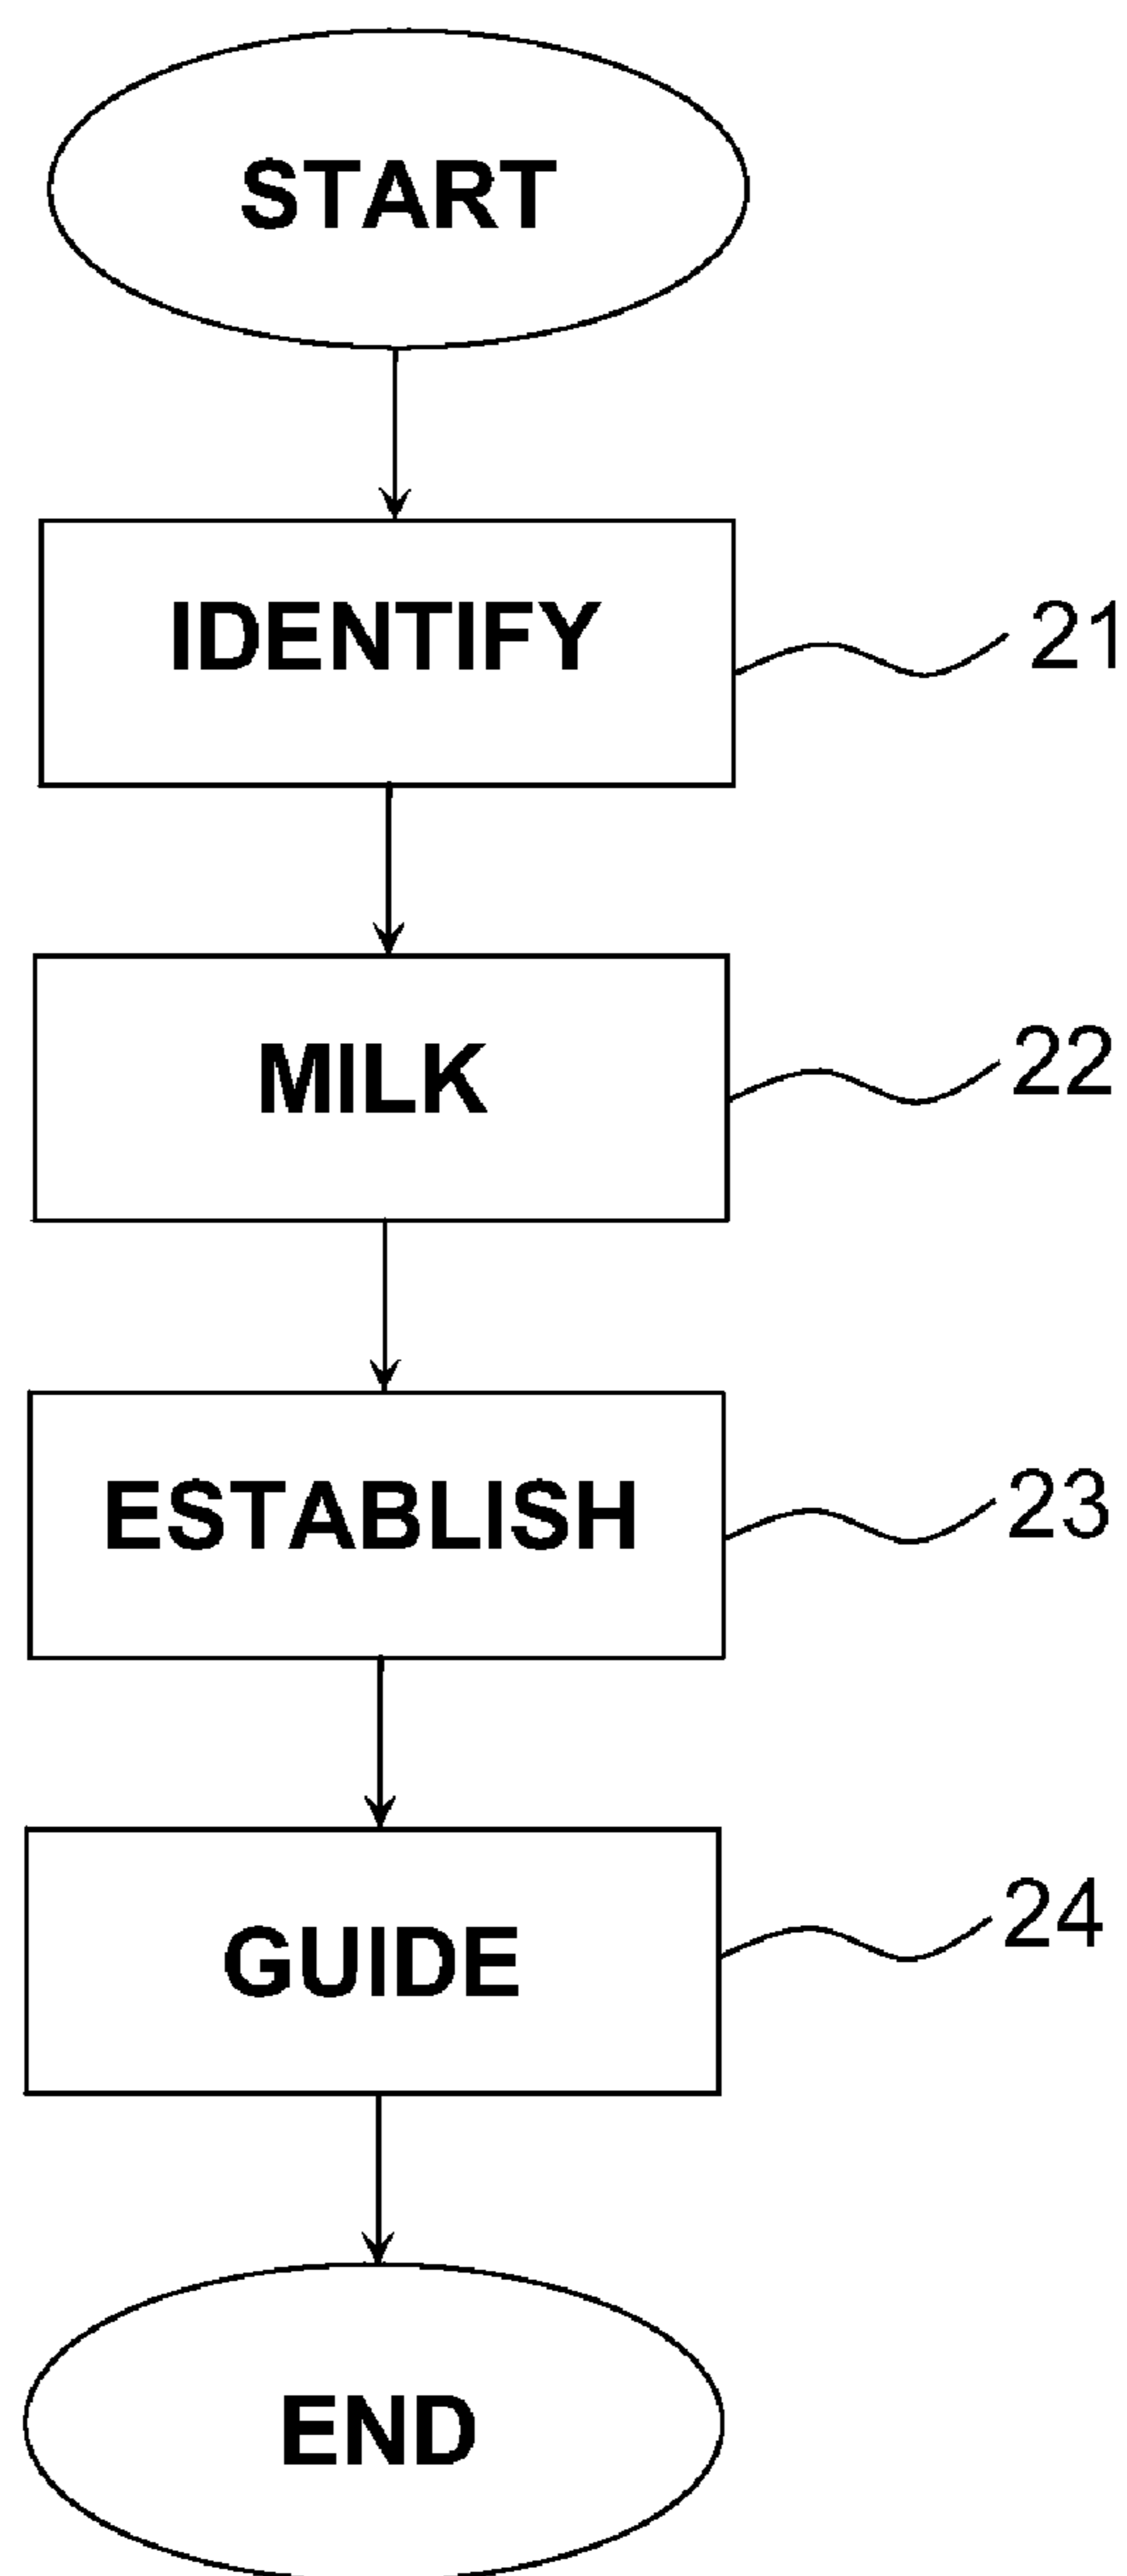 START
IDENTIFY
21
MILK
22
ESTABLISH
23
GUIDE
24
END